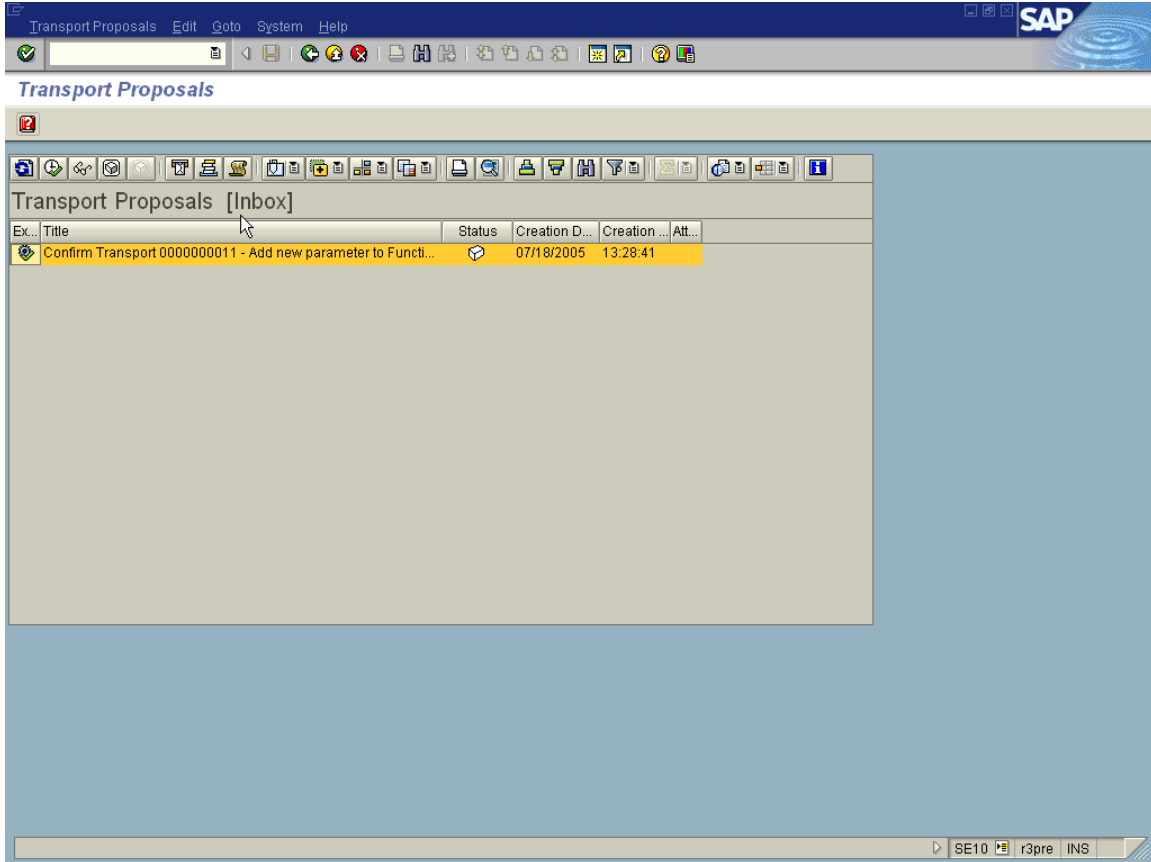 Transport Proposals Edit Goto System Help
SAP
Transport Proposals
Transport Proposals [Inbox]
Ex... Title Status Creation D... Creation ... Att...
Confirm Transport 0000000011 - Add new parameter to Functi... 07/18/2005 13:28:41
SE10 r3pre INS